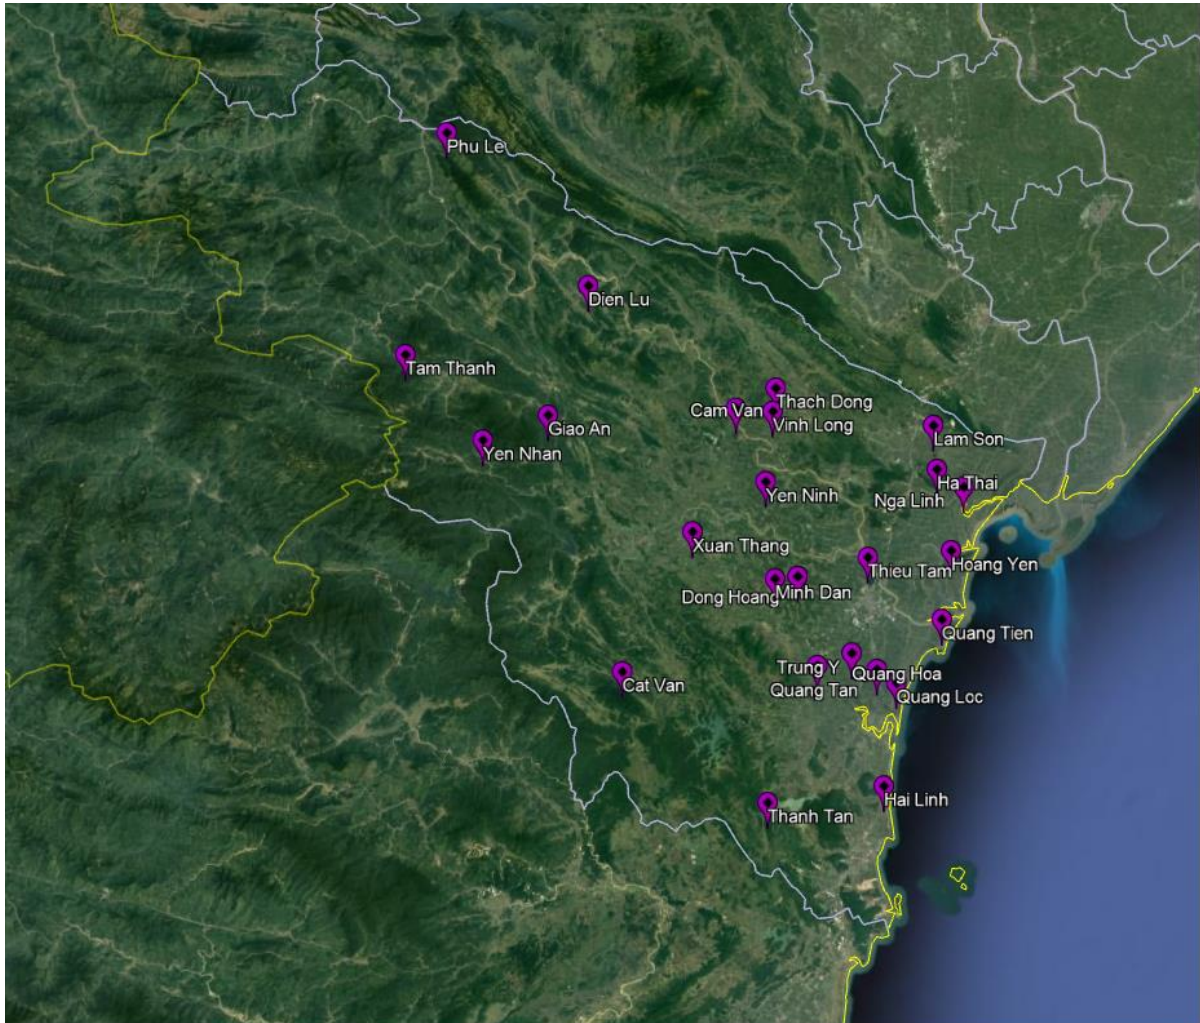 Phu Le
Dien Lu
Tam Thanh
Thach Dong
Cam Van
Vinh Long
Giao An
Lam Son
Yen Nhan
Ha Thai
Yen Ninh
Nga Linh
Xuan Thang
Hoang Yen
Thieu Tam
Dong Hoang
Minh Dan
Quang Tien
Trung Y
Quang Hoa
Cat Van
Quang Tan
Quang Loc
Hai Linh
Thanh Tan